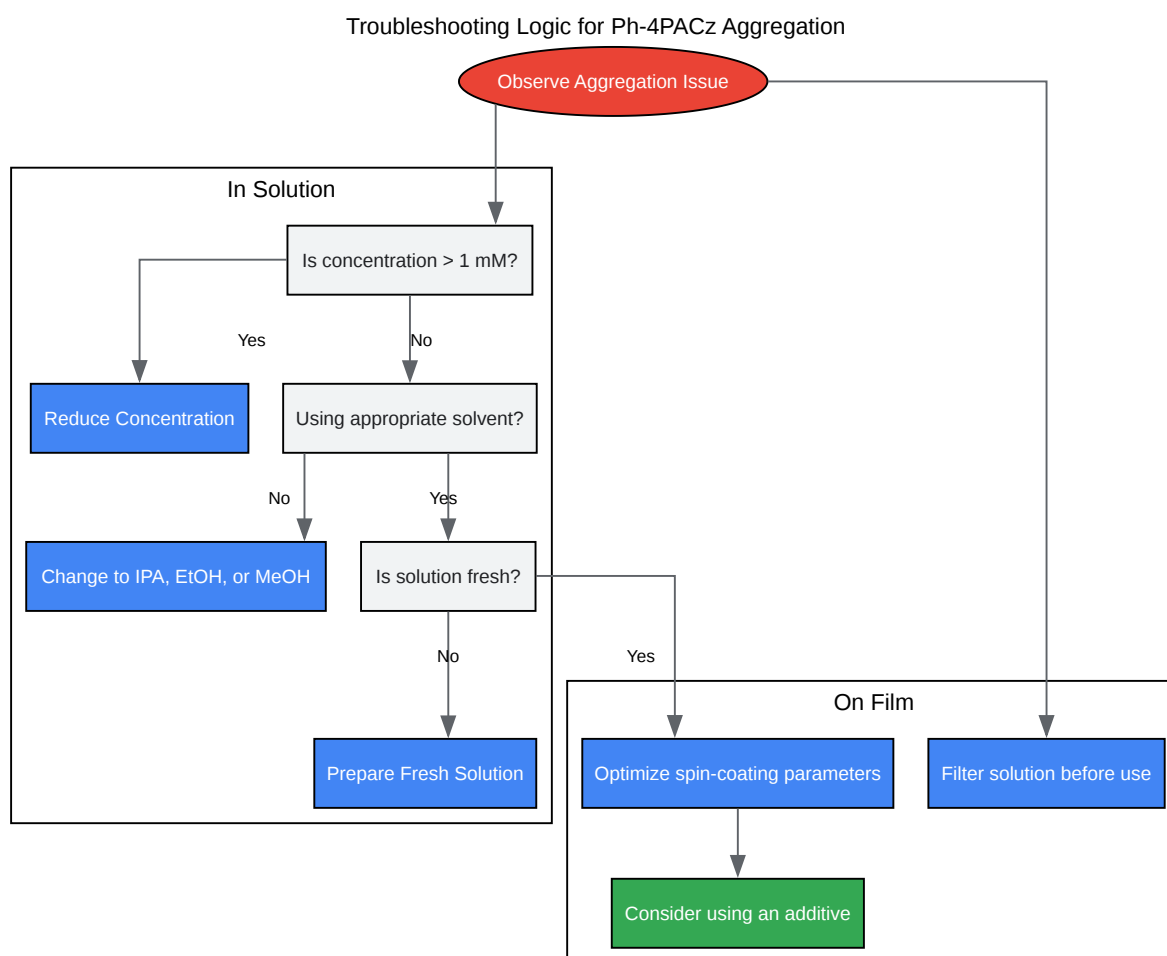 Troubleshooting Logic for Ph-4PACz Aggregation
Observe Aggregation Issue
In Solution
Is concentration > 1 mM?
Yes
No
Reduce Concentration
Using appropriate solvent?
No
Yes
Change to IPA, EtOH, or MeOH
Is solution fresh?
No
Yes
Prepare Fresh Solution
On Film
Optimize spin-coating parameters
Filter solution before use
Consider using an additive